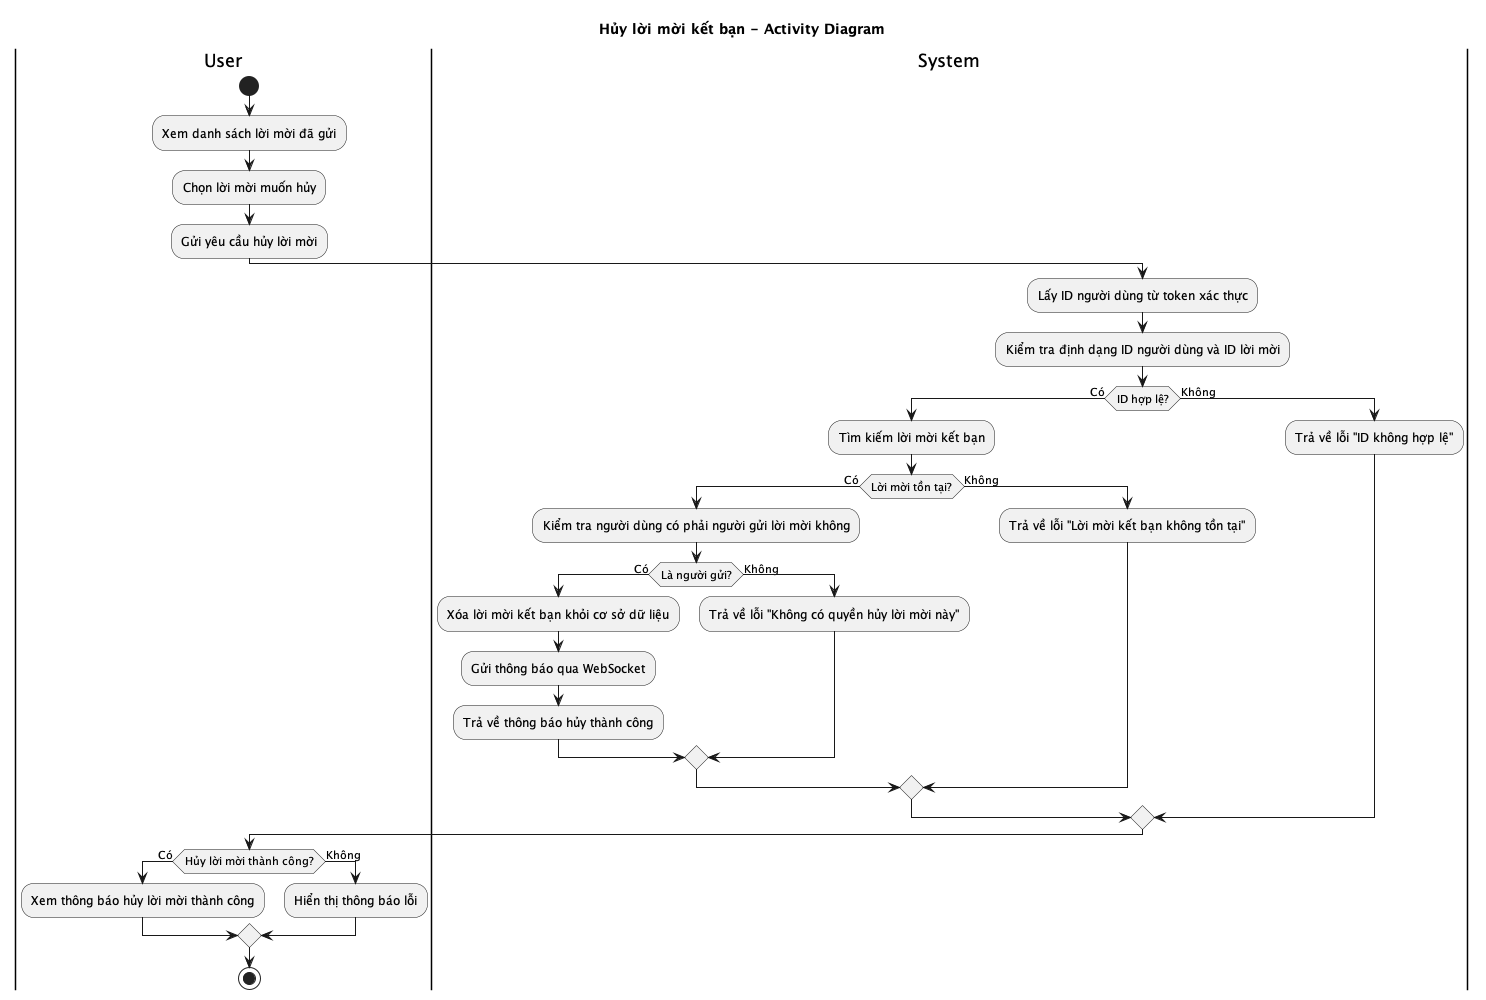 Hủy lời mời kết bạn - Activity Diagram
User
System
Xem danh sách lời mời đã gửi
Chọn lời mời muốn hủy
Gửi yêu cầu hủy lời mời
Lấy ID người dùng từ token xác thực
Kiểm tra định dạng ID người dùng và ID lời mời
Có
ID hợp lệ?
Không
Tìm kiếm lời mời kết bạn
Trả về lỗi "ID không hợp lệ"
Có
Lời mời tồn tại?
Không
Kiểm tra người dùng có phải người gửi lời mời không
Trả về lỗi "Lời mời kết bạn không tồn tại"
Có
Là người gửi?
Không
Xóa lời mời kết bạn khỏi cơ sở dữ liệu
Trả về lỗi "Không có quyền hủy lời mời này"
Gửi thông báo qua WebSocket
Trả về thông báo hủy thành công
Có
Hủy lời mời thành công?
Không
Xem thông báo hủy lời mời thành công
Hiển thị thông báo lỗi